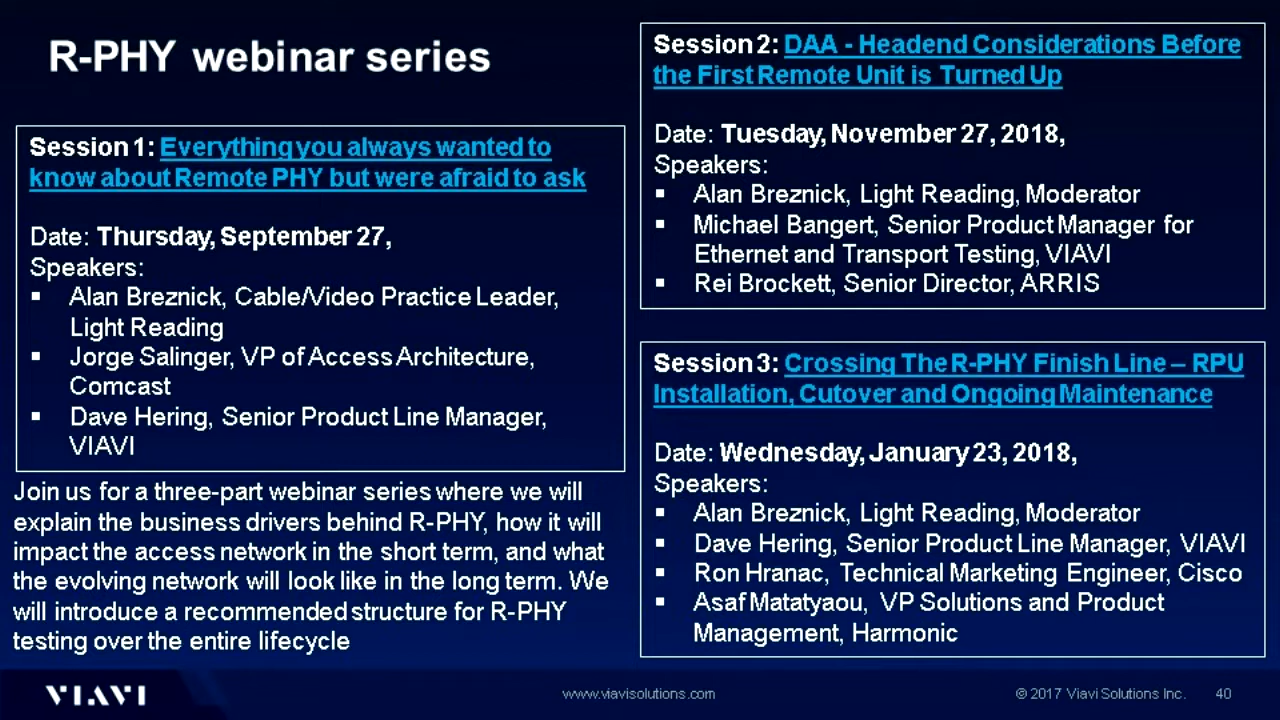 R-PHY webinar series
Session 1: Everything you always wanted to
know about Remote PHY but were afraid to ask
Date: Thursday, September 27,
Speakers:
▪ Alan Breznick, Cable/Video Practice Leader,
Light Reading
▪ Jorge Salinger, VP of Access Architecture,
Comcast
▪ Dave Hering, Senior Product Line Manager,
VIAVI
Join us for a three-part webinar series where we will
explain the business drivers behind R-PHY, how it will
impact the access network in the short term, and what
the evolving network will look like in the long term. We
will introduce a recommended structure for R-PHY
testing over the entire lifecycle
Session 2: DAA - Headend Considerations Before
the First Remote Unit is Turned Up
Date: Tuesday, November 27, 2018,
Speakers:
▪ Alan Breznick, Light Reading, Moderator
▪ Michael Bangert, Senior Product Manager for
Ethernet and Transport Testing, VIAVI
▪ Rei Brockett, Senior Director, ARRIS
Session 3: Crossing The R-PHY Finish Line – RPU
Installation, Cutover and Ongoing Maintenance
Date: Wednesday, January 23, 2018,
Speakers:
▪ Alan Breznick, Light Reading, Moderator
▪ Dave Hering, Senior Product Line Manager, VIAVI
▪ Ron Hranac, Technical Marketing Engineer, Cisco
▪ Asaf Matatyaou, VP Solutions and Product
Management, Harmonic
VIAVI
www.viavisolutions.com
© 2017 Viavi Solutions Inc.
40